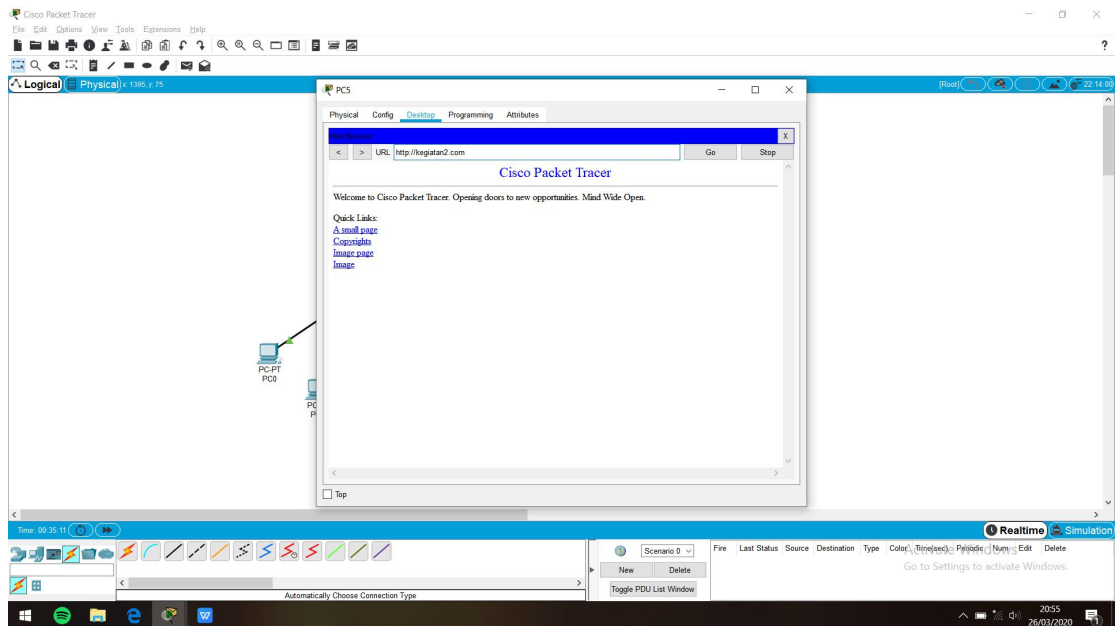 Cisco Packet Tracer
File Edit Options View Tools Extensions Help
?
Logical Physical x: 1395, y: 75
[Root] 22:14:00
PC5
Physical Config Desktop Programming Attributes
X
< > URL http://kegiatan2.com Go Stop
Cisco Packet Tracer
Welcome to Cisco Packet Tracer. Opening doors to new opportunities. Mind Wide Open.
Quick Links:
A small page
Copyrights
Image page
Image
PC-PT
PC0
PC
P
Top
Time: 00:35:11
Realtime Simulation
Scenario 0
Fire Last Status Source Destination Type Color Time(sec) Periodic Num Edit Delete
New Delete
Toggle PDU List Window
Activate Windows
Go to Settings to activate Windows.
Automatically Choose Connection Type
20:55
26/03/2020